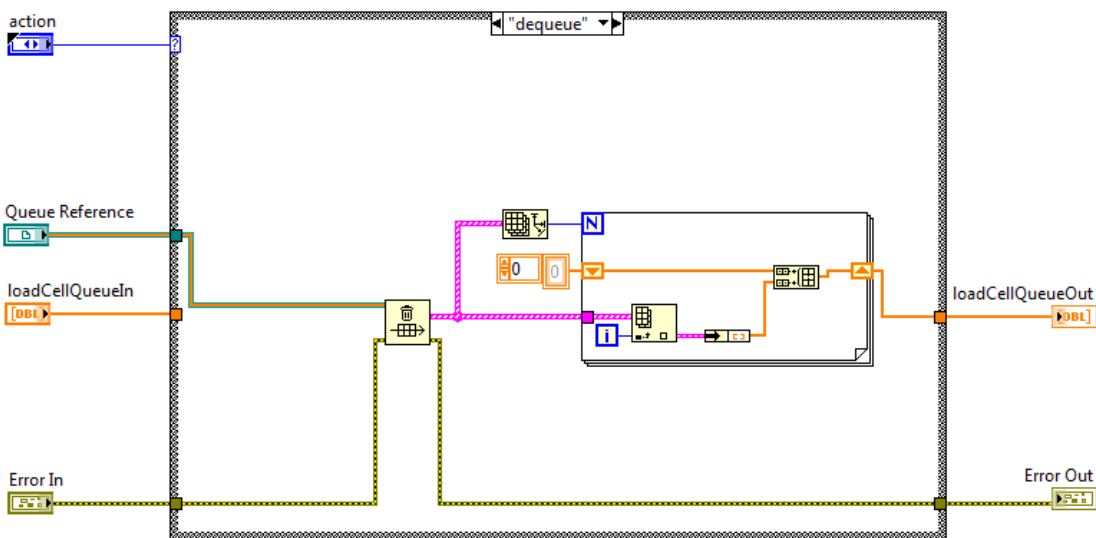 action
"dequeue"
?
Queue Reference
N
0
0
loadCellQueueIn
[DBL]
loadCellQueueOut
DBL]
i
Error In
Error Out